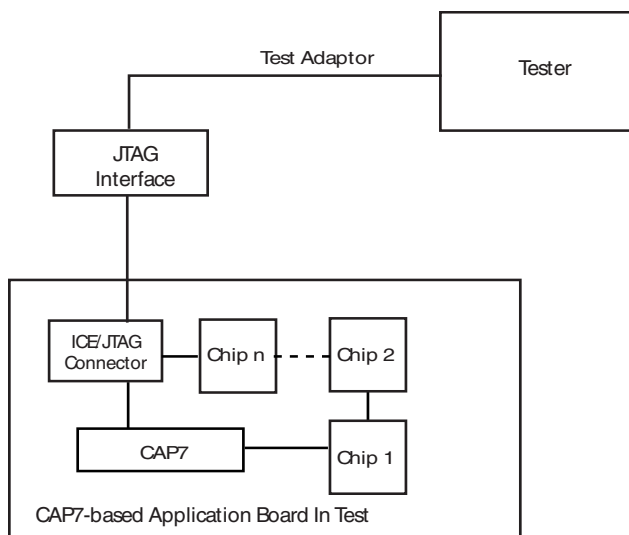 Test Adaptor
Tester
JTAG
Interface
ICE/JTAG
Connector
Chip n
Chip 2
CAP7
Chip 1
CAP7-based Application Board In Test